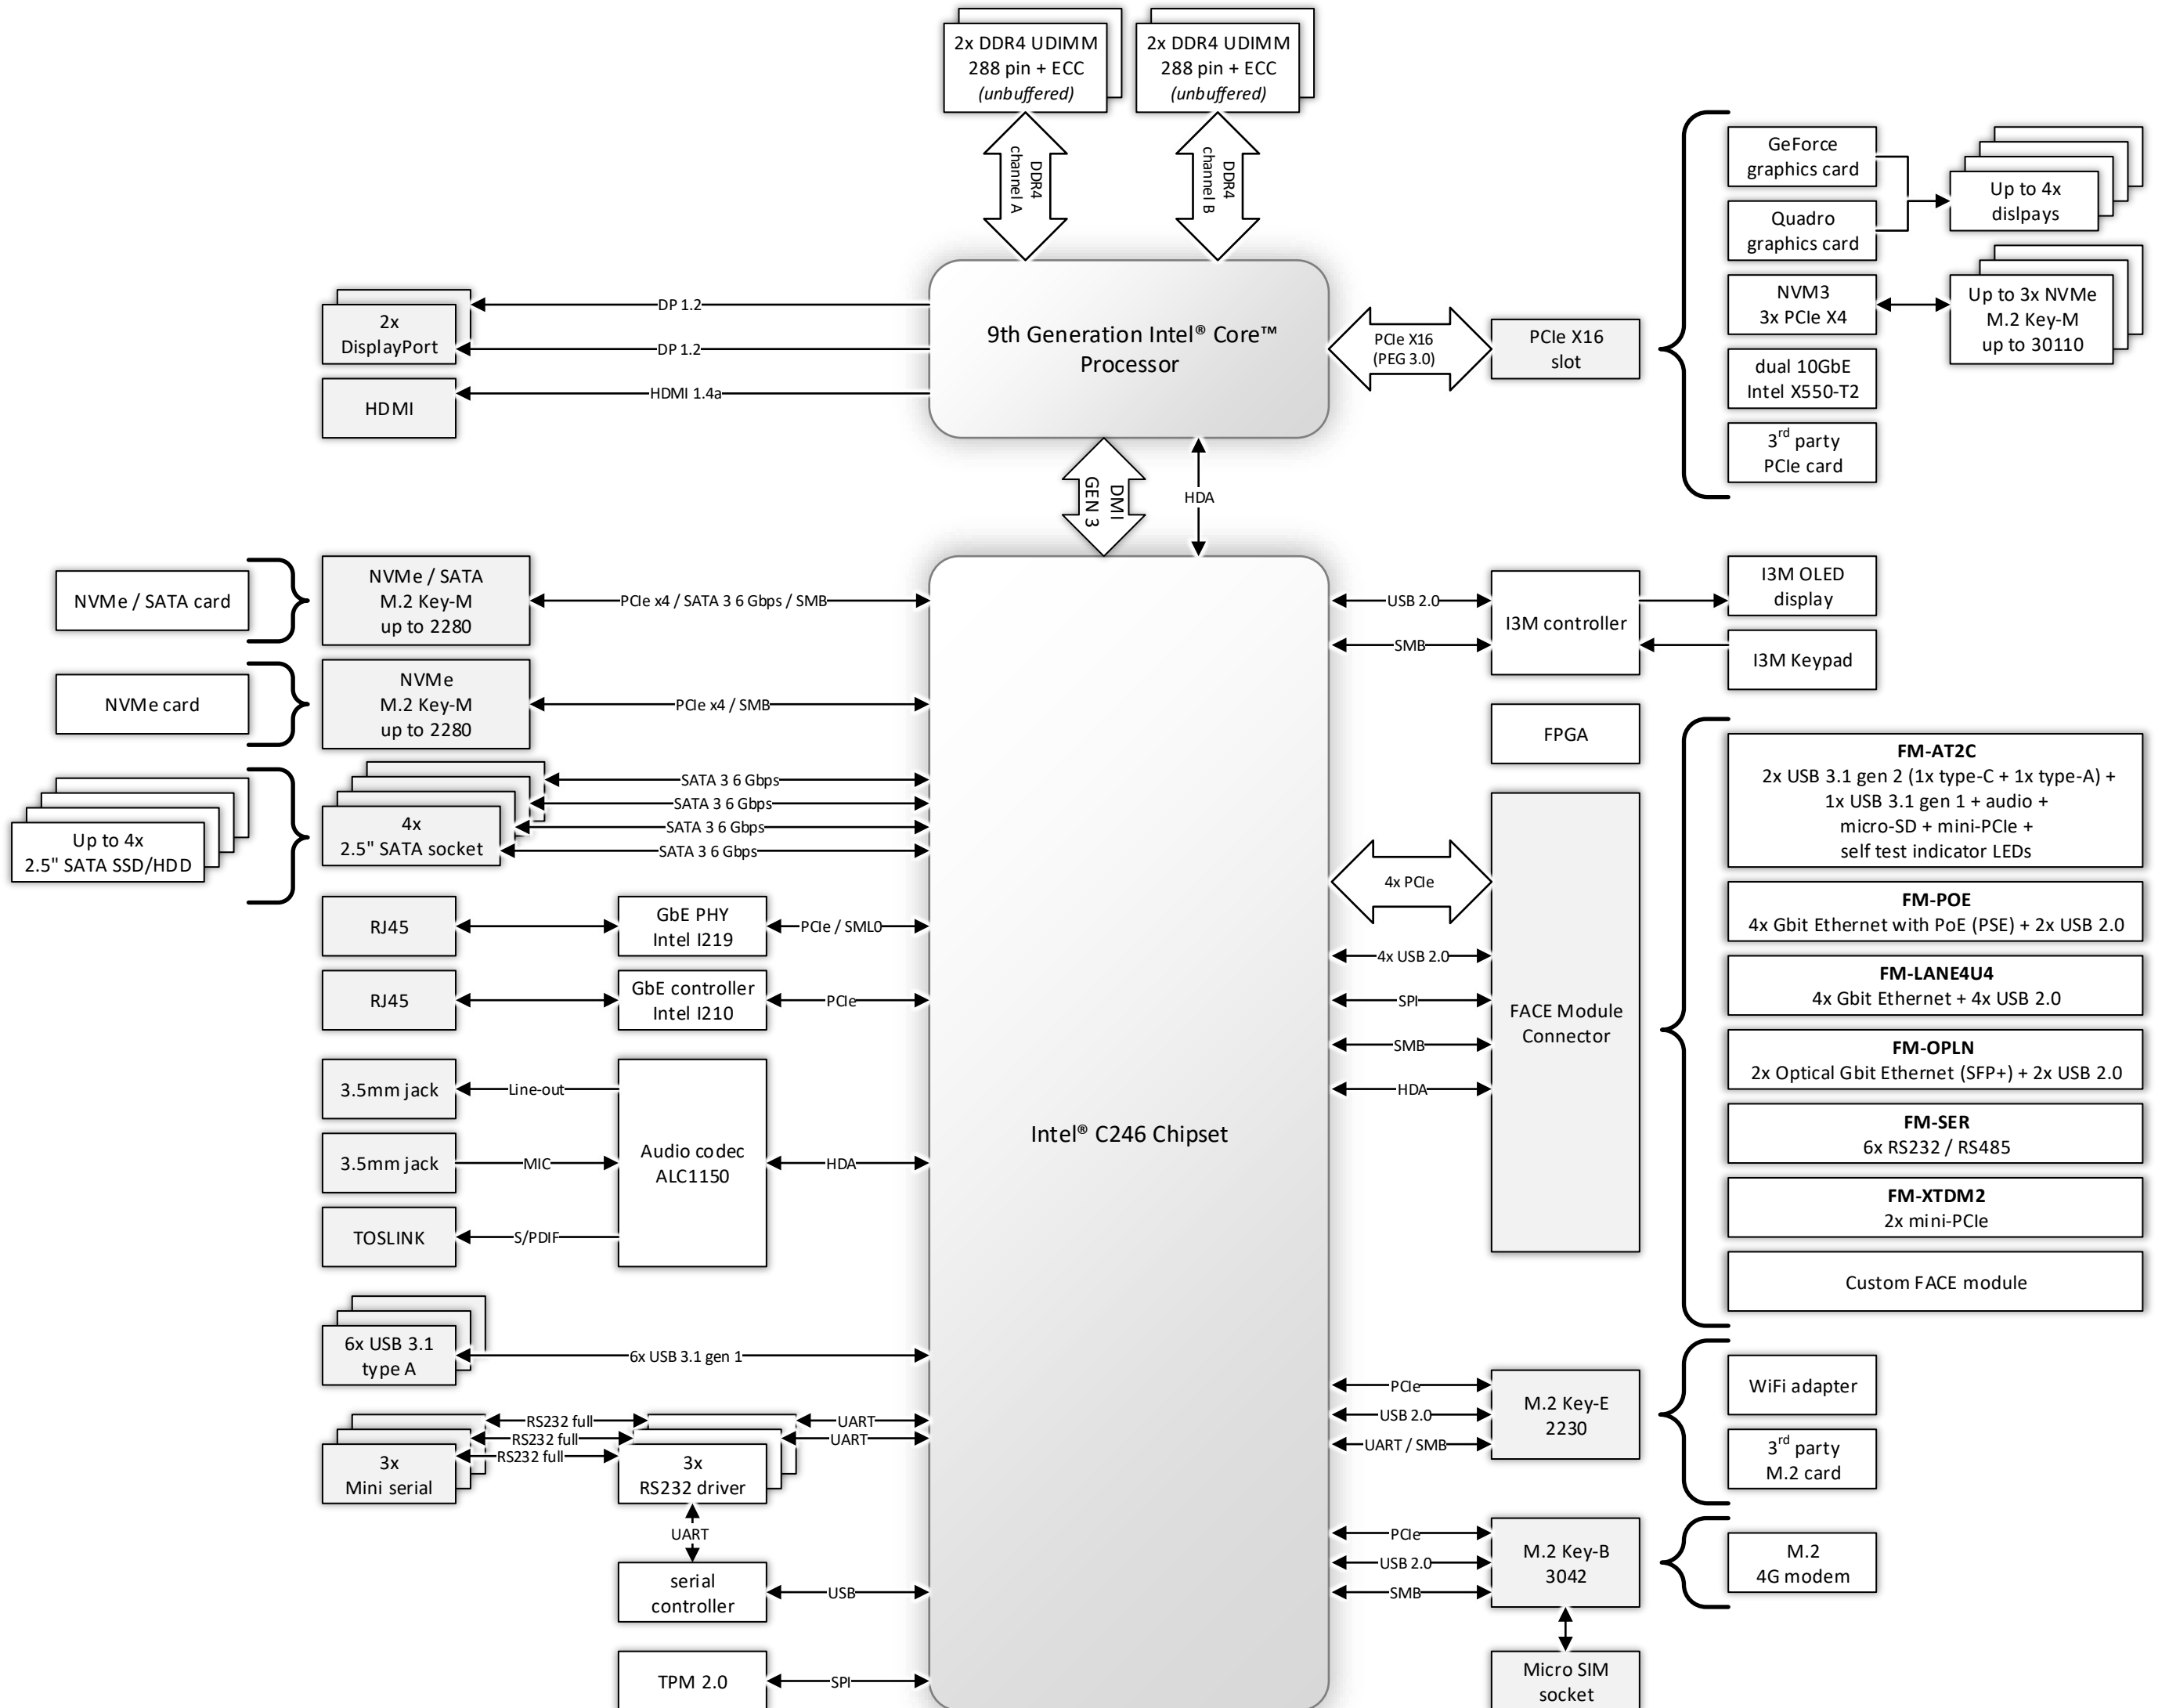 2x DDR4 UDIMM
288 pin + ECC
(unbuffered)
2x DDR4 UDIMM
288 pin + ECC
(unbuffered)
DDR4
channel A
DDR4
channel B
GeForce
graphics card
Quadro
graphics card
Up to 4x
dislpays
NVM3
3x PCIe X4
Up to 3x NVMe
M.2 Key-M
up to 30110
dual 10GbE
Intel X550-T2
3rd party
PCIe card
2x
DisplayPort
DP 1.2
DP 1.2
HDMI
HDMI 1.4a
9th Generation Intel® Core™
Processor
PCIe X16
(PEG 3.0)
PCIe X16
slot
DMI
GEN 3
HDA
NVMe / SATA card
NVMe / SATA
M.2 Key-M
up to 2280
PCIe x4 / SATA 3 6 Gbps / SMB
NVMe card
NVMe
M.2 Key-M
up to 2280
PCIe x4 / SMB
Up to 4x
2.5" SATA SSD/HDD
4x
2.5" SATA socket
SATA 3 6 Gbps
SATA 3 6 Gbps
SATA 3 6 Gbps
SATA 3 6 Gbps
RJ45
GbE PHY
Intel I219
PCIe / SML0
RJ45
GbE controller
Intel I210
PCIe
3.5mm jack
Line-out
3.5mm jack
MIC
TOSLINK
S/PDIF
Audio codec
ALC1150
HDA
6x USB 3.1
type A
6x USB 3.1 gen 1
3x
Mini serial
RS232 full
RS232 full
RS232 full
3x
RS232 driver
UART
UART
UART
serial
controller
USB
TPM 2.0
SPI
Intel® C246 Chipset
USB 2.0
SMB
I3M controller
I3M OLED
display
I3M Keypad
FPGA
4x PCIe
4x USB 2.0
SPI
SMB
HDA
FACE Module
Connector
FM-AT2C
2x USB 3.1 gen 2 (1x type-C + 1x type-A) +
1x USB 3.1 gen 1 + audio +
micro-SD + mini-PCIe +
self test indicator LEDs
FM-POE
4x Gbit Ethernet with PoE (PSE) + 2x USB 2.0
FM-LANE4U4
4x Gbit Ethernet + 4x USB 2.0
FM-OPLN
2x Optical Gbit Ethernet (SFP+) + 2x USB 2.0
FM-SER
6x RS232 / RS485
FM-XTDM2
2x mini-PCIe
Custom FACE module
PCIe
USB 2.0
UART / SMB
M.2 Key-E
2230
WiFi adapter
3rd party
M.2 card
PCIe
USB 2.0
SMB
M.2 Key-B
3042
M.2
4G modem
Micro SIM
socket